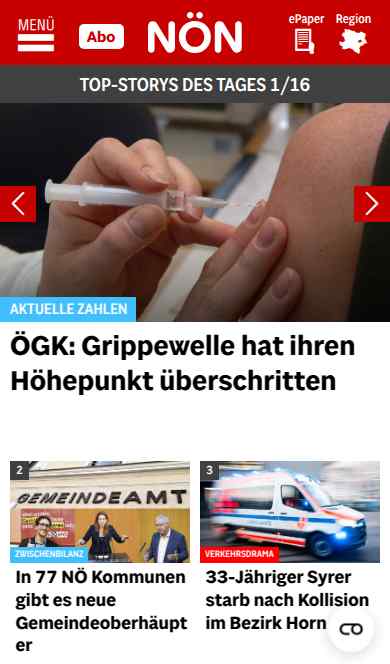 MENÜ
Abo
NÖN
ePaper
Region
TOP-STORYS DES TAGES 1/16
AKTUELLE ZAHLEN
ÖGK: Grippewelle hat ihren
Höhepunkt überschritten
2
GEMEINDEAMT
ZWISCHENBILANZ
In 77 NÖ Kommunen
gibt es neue
Gemeindeoberhäupt
er
3
VERKEHRSDRAMA
33-Jähriger Syrer
starb nach Kollision
im Bezirk Horn